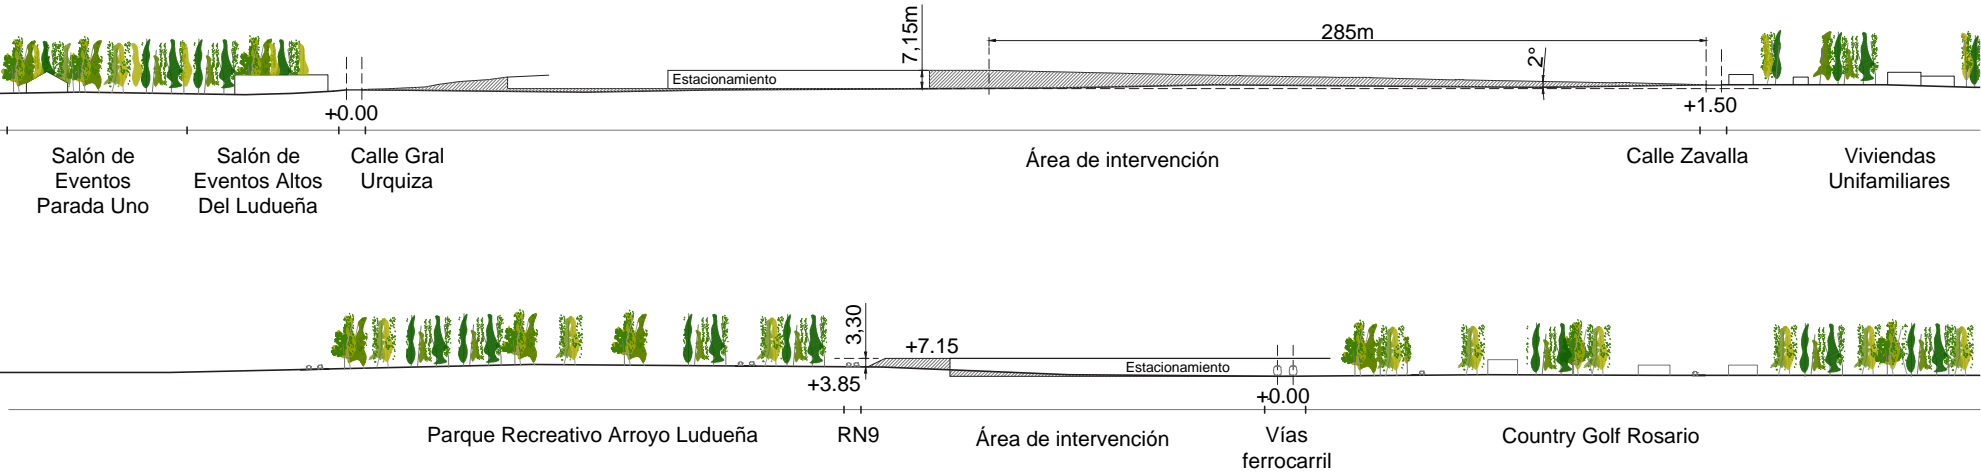 7,15m
285m
2°
Estacionamiento
+0.00
+1.50
Salón de
Eventos
Parada Uno
Salón de
Eventos Altos
Del Ludueña
Calle Gral
Urquiza
Área de intervención
Calle Zavalla
Viviendas
Unifamiliares
3,30
+7.15
Estacionamiento
+3.85
+0.00
Parque Recreativo Arroyo Ludueña
RN9
Área de intervención
Vías
ferrocarril
Country Golf Rosario